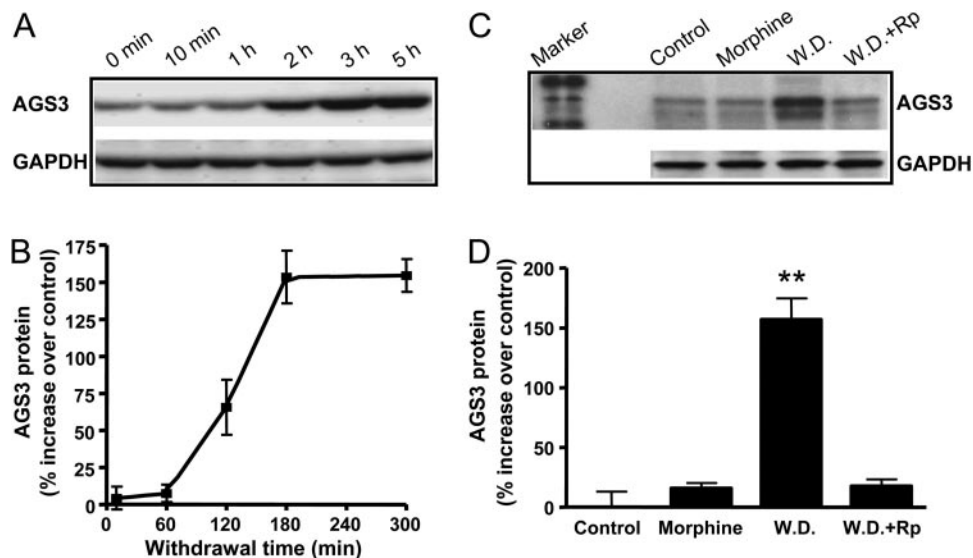 A
0 min 10 min 1 h 2 h 3 h 5 h
AGS3
GAPDH
C
Marker Control Morphine W.D. W.D.+Rp
AGS3
GAPDH
B
AGS3 protein
(% increase over control)
175
150
125
100
75
50
25
0
0 60 120 180 240 300
Withdrawal time (min)
D
AGS3 protein
(% increase over control)
200
150
100
50
0
**
Control Morphine W.D. W.D.+Rp